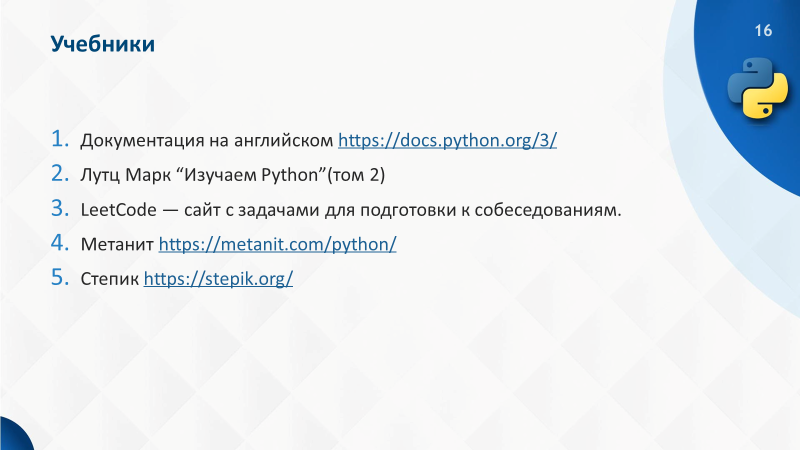 16
Учебники
1. Документация на английском https://docs.python.org/3/
2. Лутц Марк “Изучаем Python”(том 2)
3. LeetCode — сайт с задачами для подготовки к собеседованиям.
4. Метанит https://metanit.com/python/
5. Степик https://stepik.org/